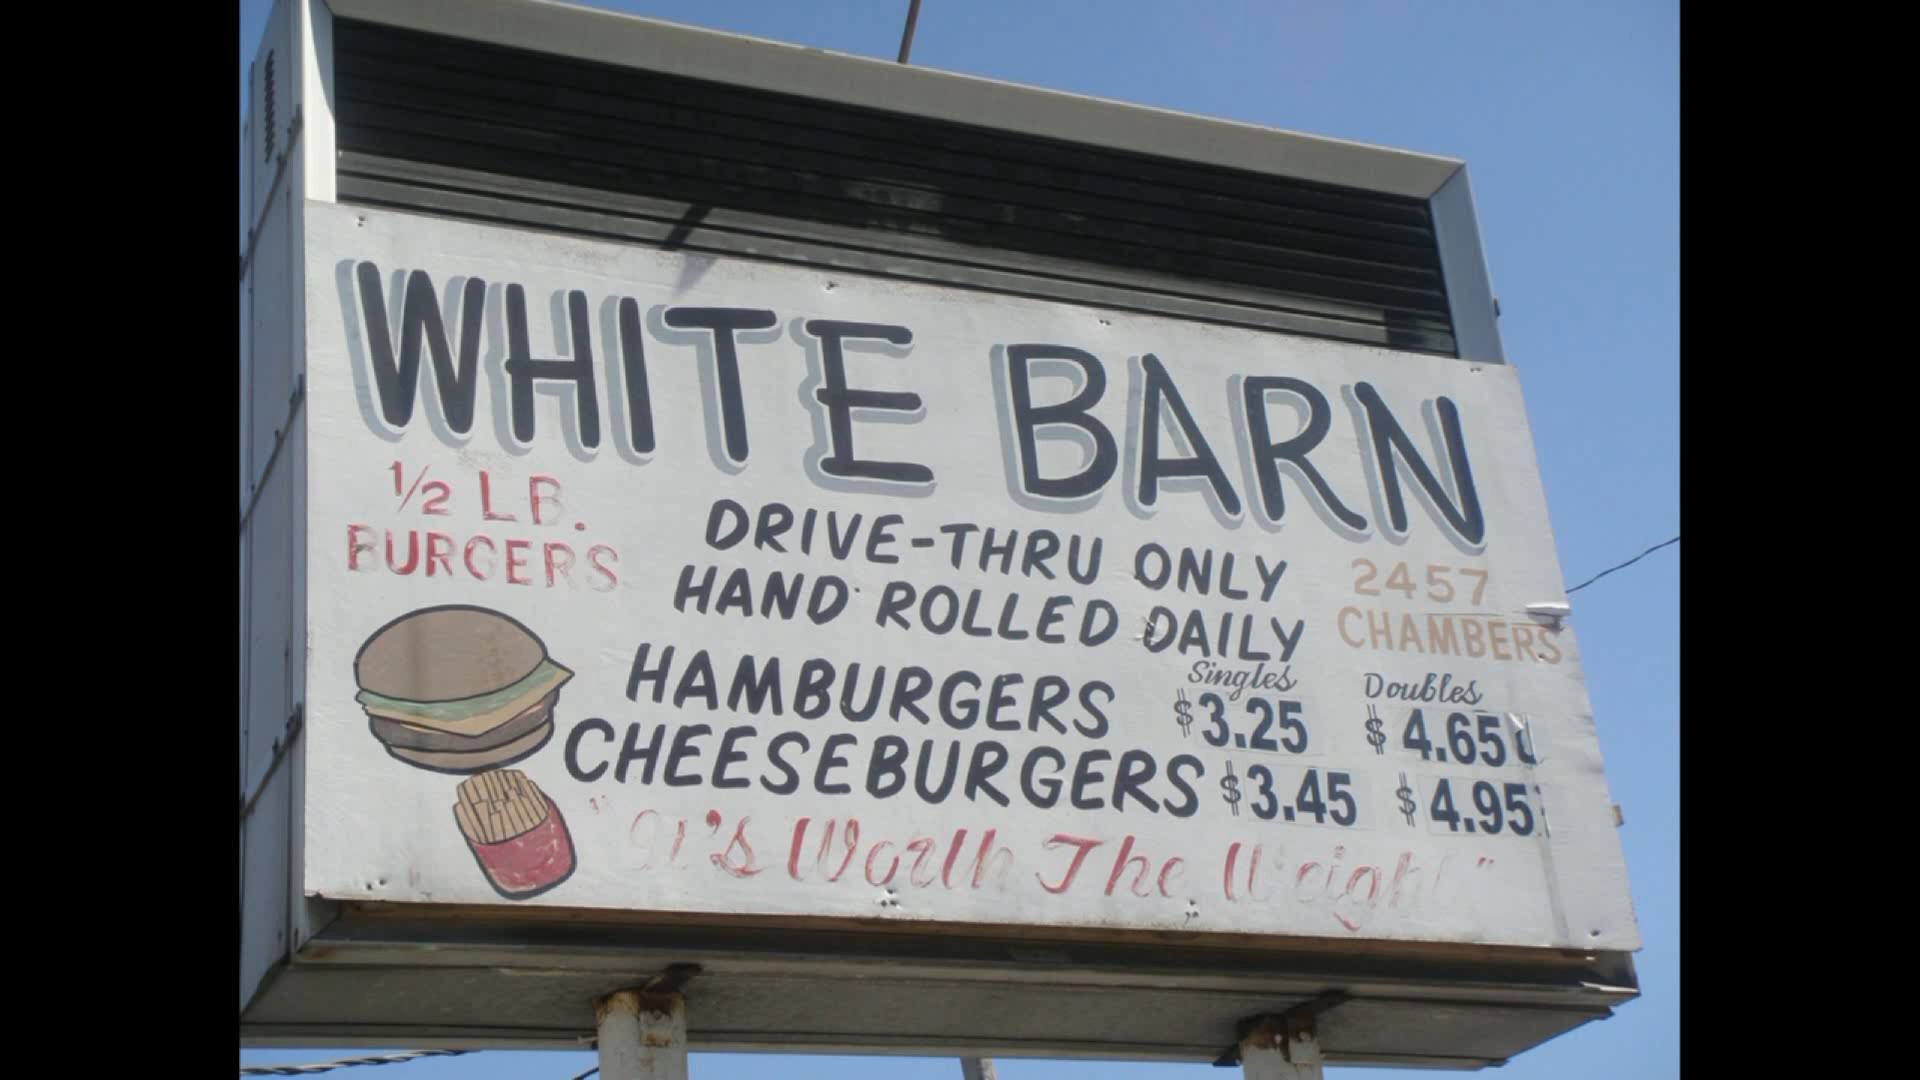 WHITE BARN
1/2 LB.
BURGERS
DRIVE-THRU ONLY
HAND ROLLED DAILY
2457
CHAMBERS
Singles Doubles
HAMBURGERS $3.25 $4.65
CHEESEBURGERS $3.45 $4.95
"It's Worth The Weight"